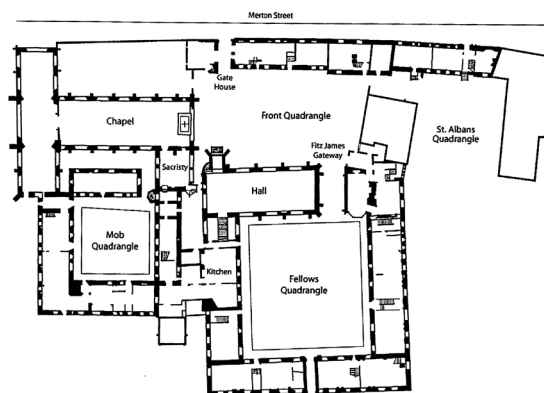 Merton Street
Gate
House
Chapel
Front Quadrangle
St. Albans
Quadrangle
Fitz James
Gateway
Sacristy
Hall
Mob
Quadrangle
Kitchen
Fellows
Quadrangle